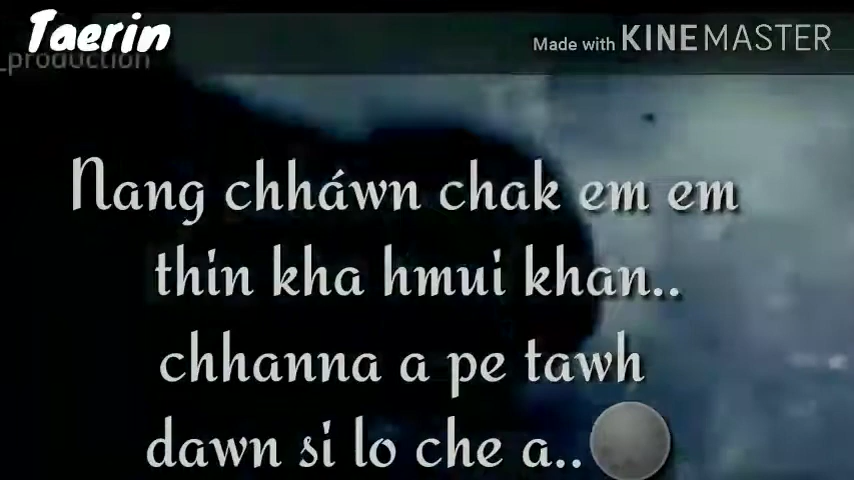 Taerin
Made with KINEMASTER
_production
Nang chháwn chak em em
thin kha hmui khan..
chhanna a pe tawh
dawn si lo che a..